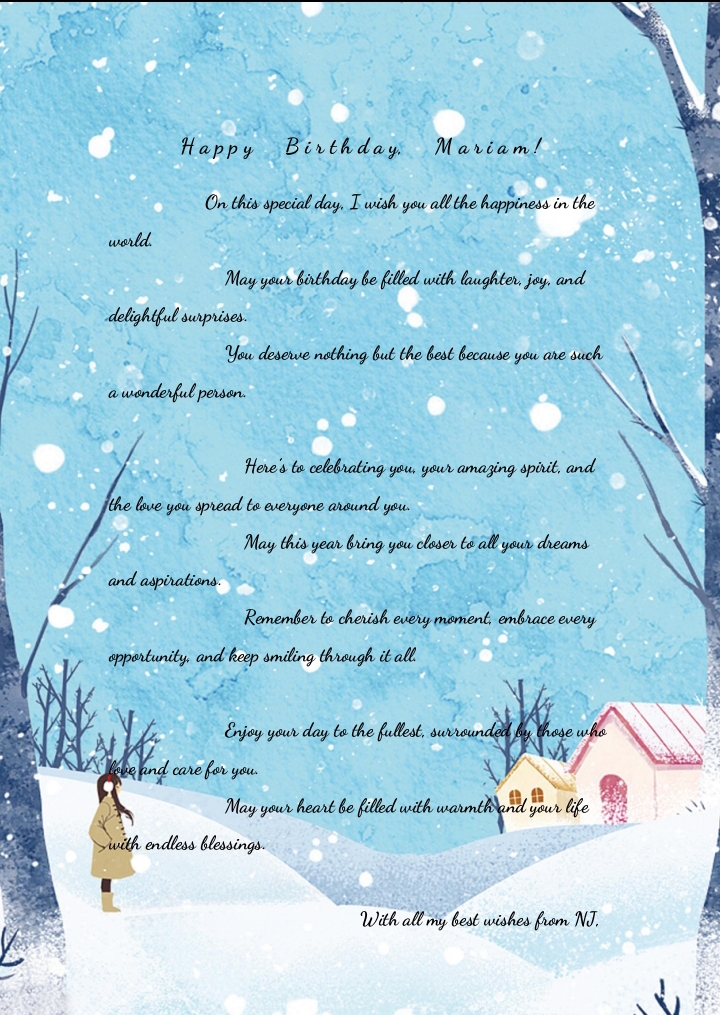 Happy Birthday, Mariam!
On this special day, I wish you all the happiness in the
world.
May your birthday be filled with laughter, joy, and
delightful surprises.
You deserve nothing but the best because you are such
a wonderful person.
Here's to celebrating you, your amazing spirit, and
the love you spread to everyone around you.
May this year bring you closer to all your dreams
and aspirations.
Remember to cherish every moment, embrace every
opportunity, and keep smiling through it all.
Enjoy your day to the fullest, surrounded by those who
love and care for you.
May your heart be filled with warmth and your life
with endless blessings.
With all my best wishes from NJ,